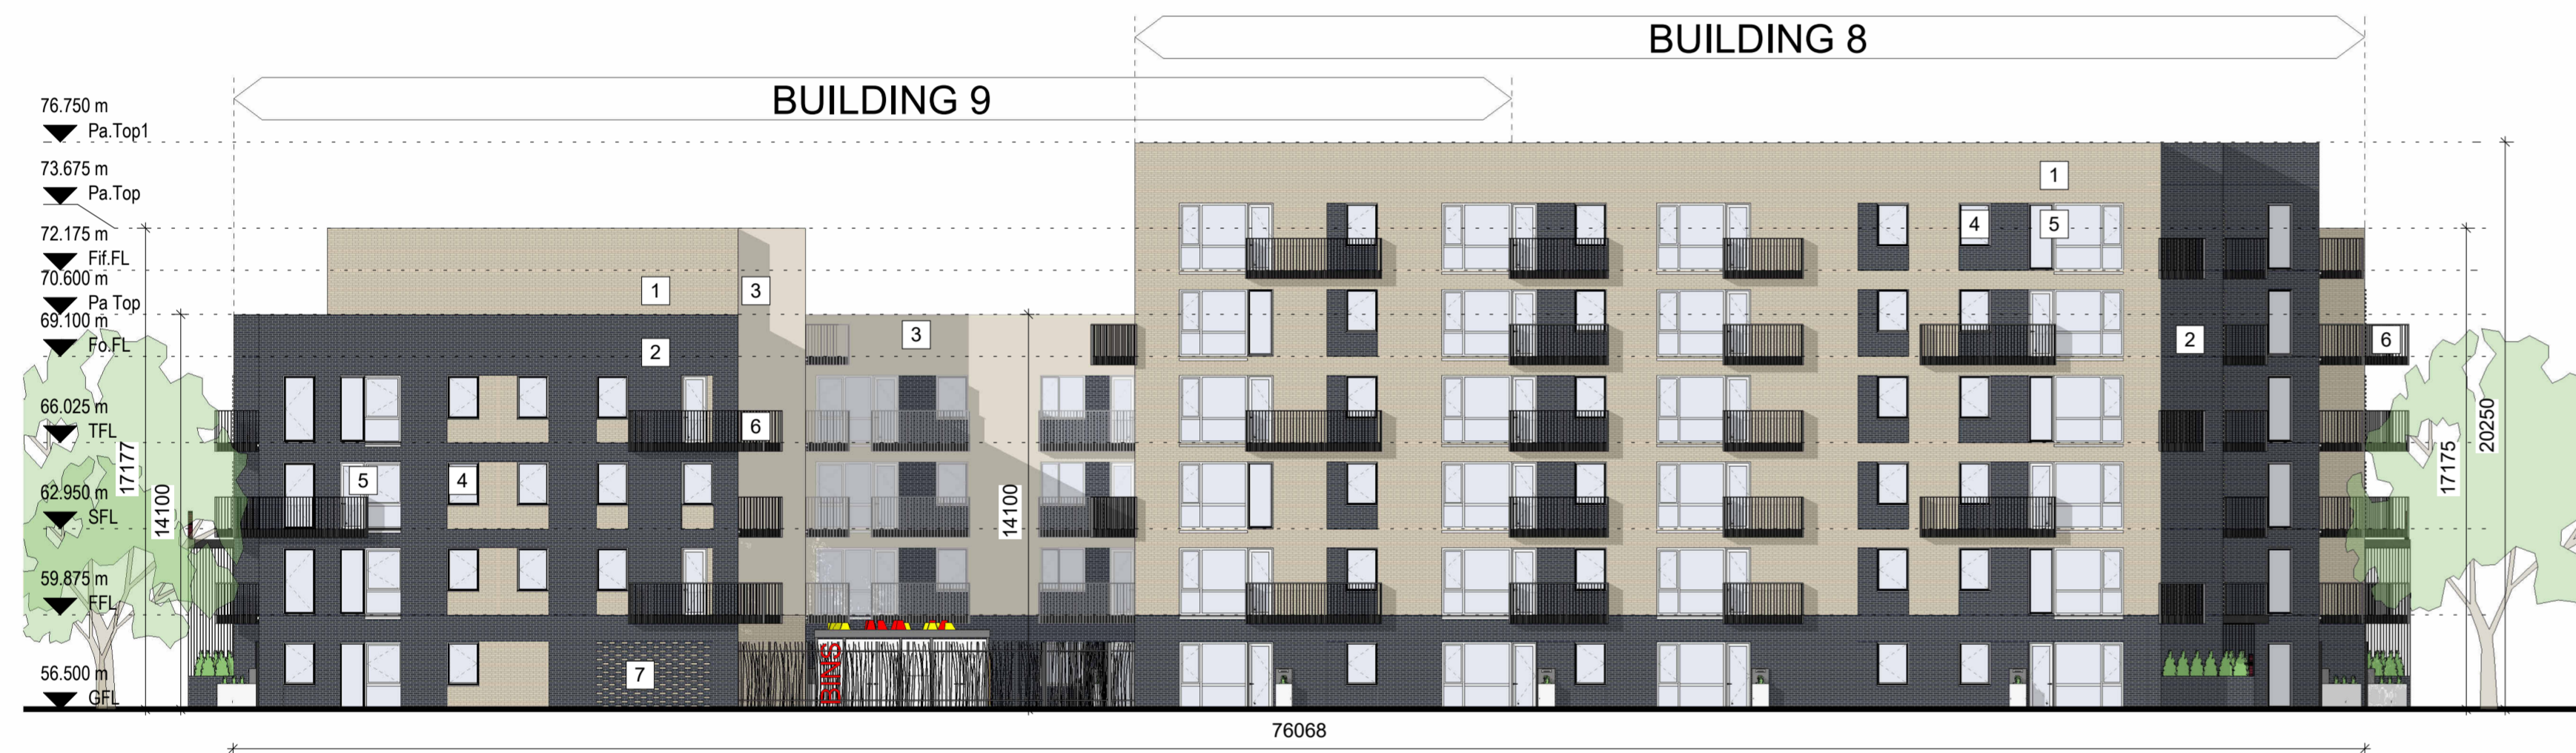 BUILDING 8
BUILDING 9
76.750 m
Pa.Top1
73.675 m
Pa.Top
72.175 m
Fif.FL
70.600 m
Pa Top
69.100 m
Fo.FL
66.025 m
TFL
62.950 m
SFL
59.875 m
FFL
56.500 m
GFL
17177
14100
14100
17175
20250
1
4
5
1
3
3
2
2
6
6
5
4
7
BINS
76068